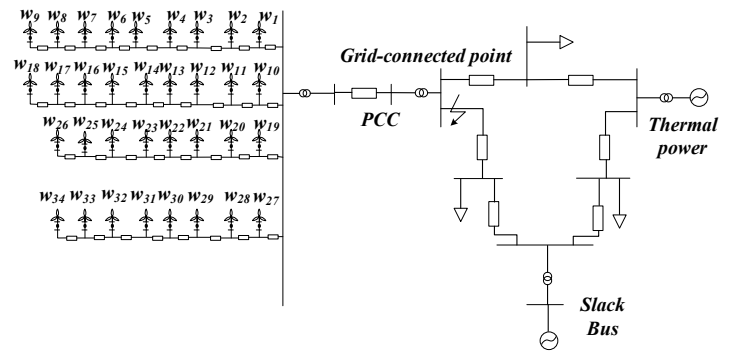 w9 w8 w7 w6 w5 w4 w3 w2 w1
w18 w17 w16 w15 w14 w13 w12 w11 w10
w26 w25 w24 w23 w22 w21 w20 w19
w34 w33 w32 w31 w30 w29 w28 w27
Grid-connected point
PCC
Thermal
power
Slack
Bus